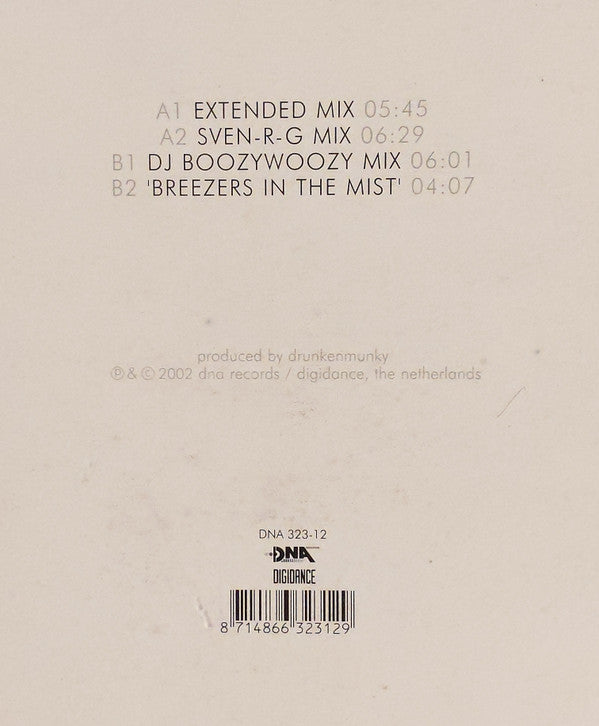 A1 EXTENDED MIX 05:45
A2 SVEN-R-G MIX 06:29
B1 DJ BOOZYWOOZY MIX 06:01
B2 'BREEZERS IN THE MIST' 04:07
produced by drunkenmunky
℗ & © 2002 dna records / digidance, the netherlands
DNA 323-12
DNA
DIGIDANCE
8 714866 323129